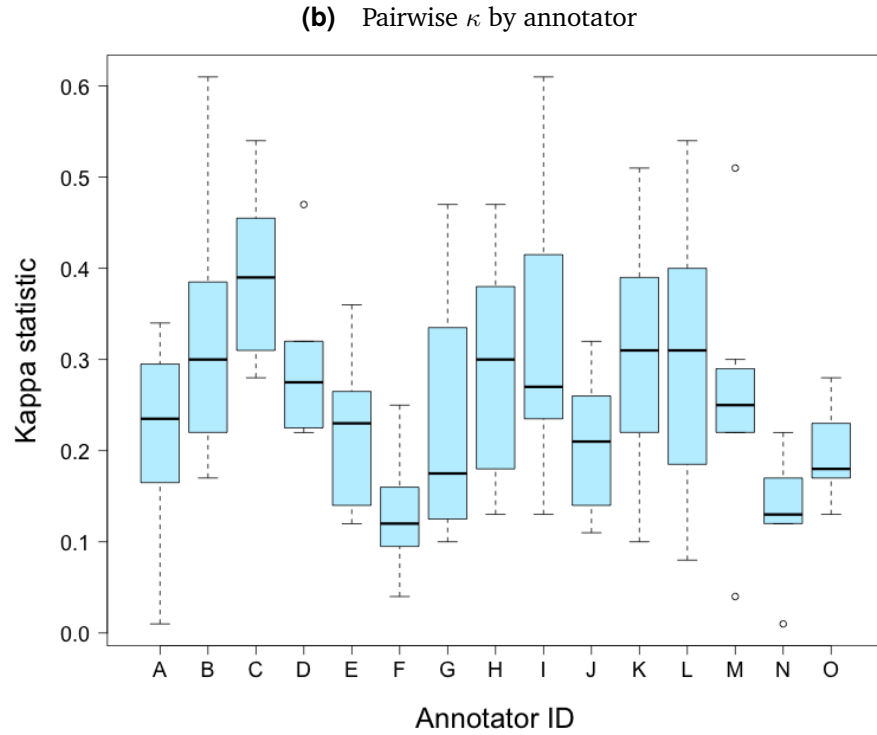 (b) Pairwise κ by annotator
Kappa statistic
0.6
0.5
0.4
0.3
0.2
0.1
0.0
A B C D E F G H I J K L M N O
Annotator ID